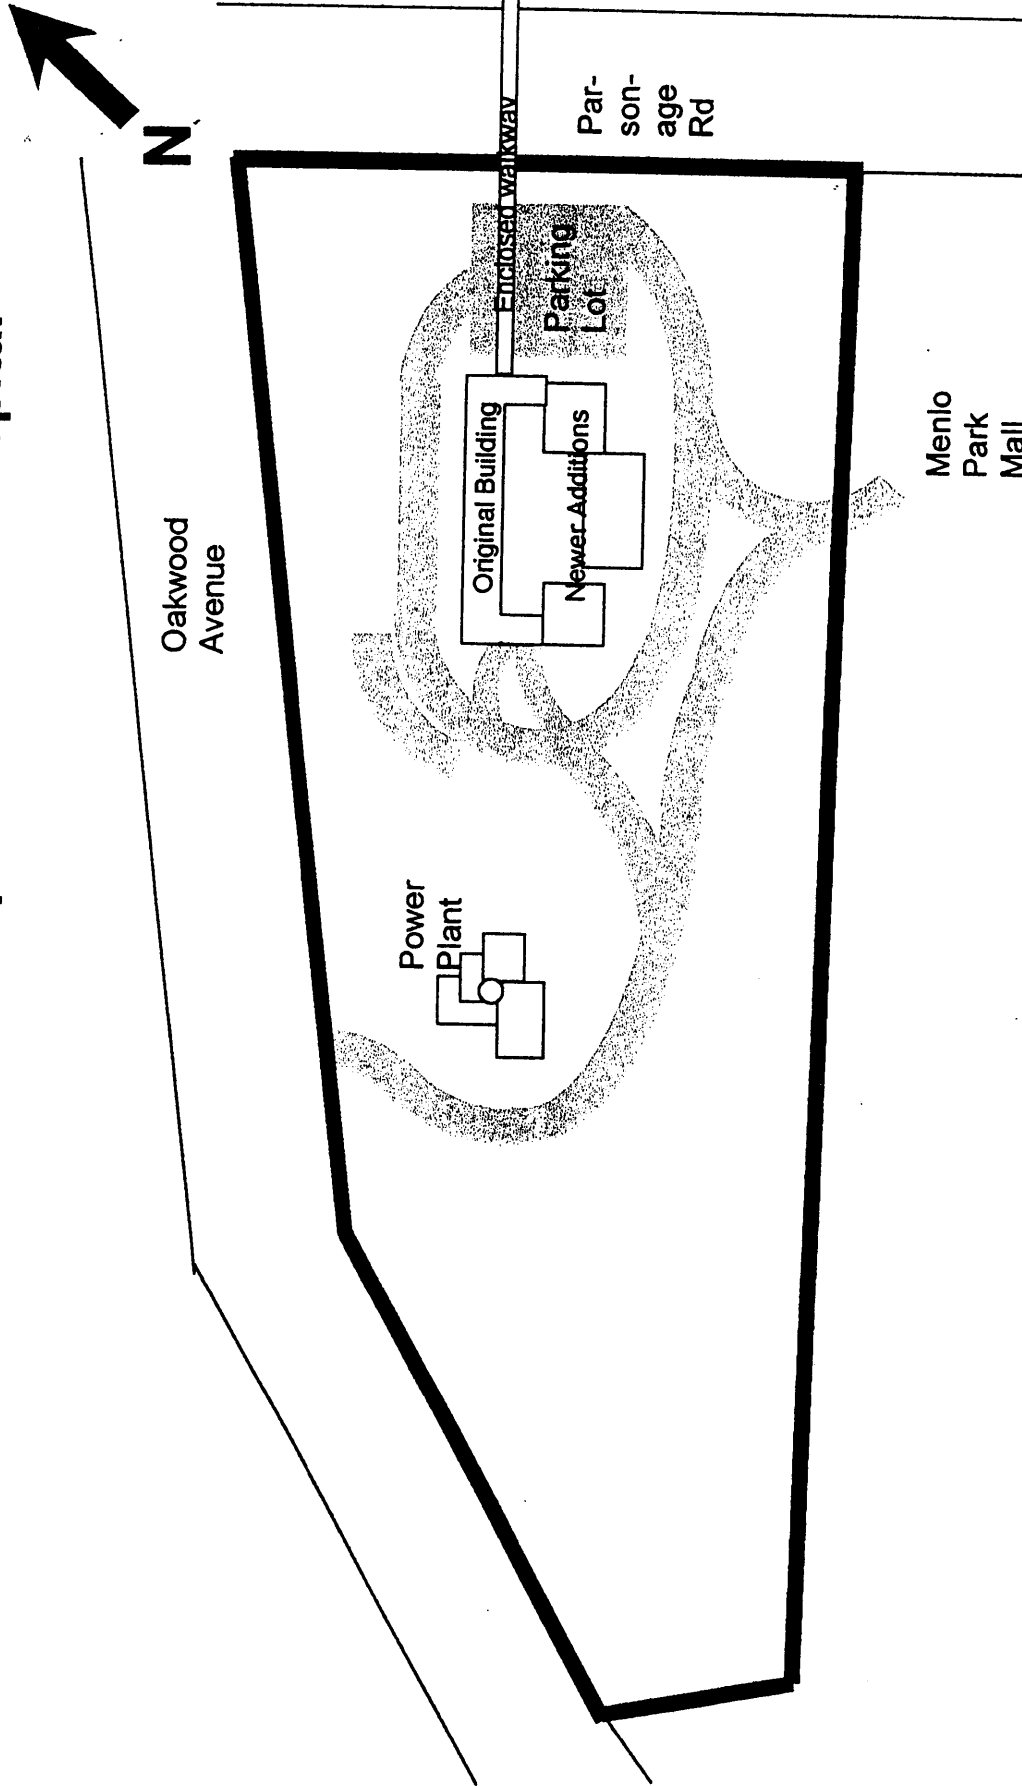 N
Oakwood
Avenue
Par-
son-
age
Rd
Enclosed walkway
Parking
Lot
Original Building
Newer Additions
Power
Plant
Menlo
Park
Mall